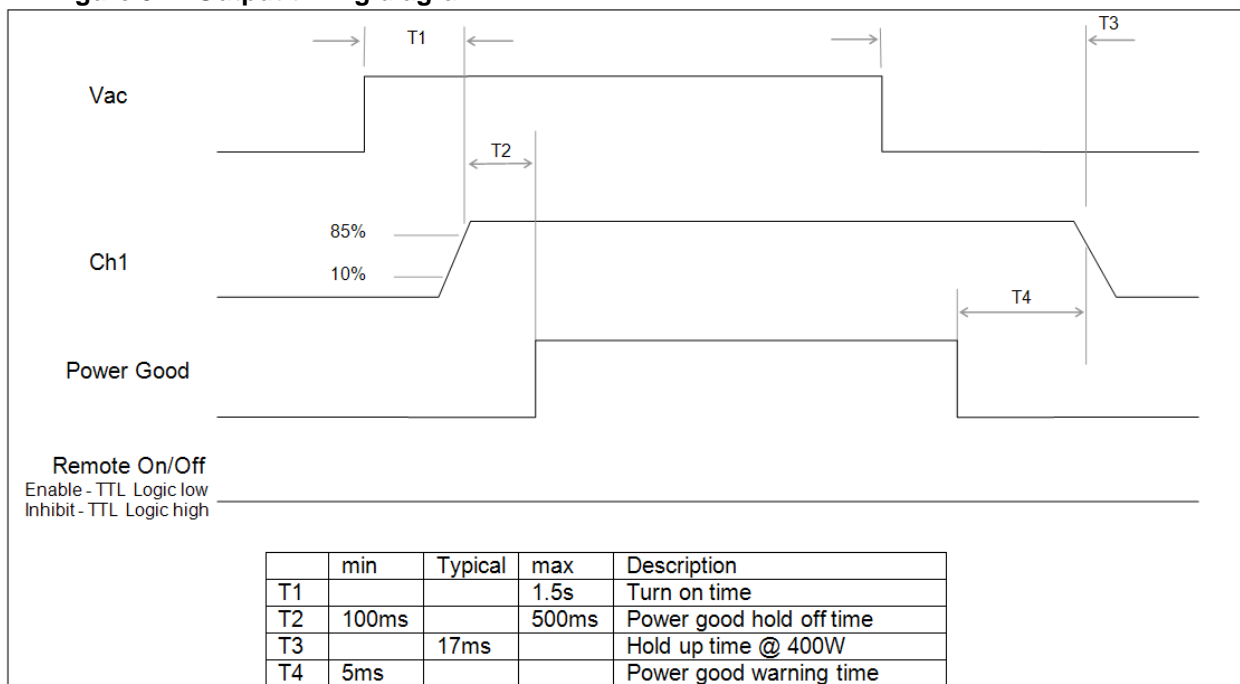 T1
T3
Vac
T2
85%
Ch1
10%
T4
Power Good
Remote On/Off
Enable - TTL Logic low
Inhibit - TTL Logic high
min Typical max Description
T1 1.5s Turn on time
T2 100ms 500ms Power good hold off time
T3 17ms Hold up time @ 400W
T4 5ms Power good warning time